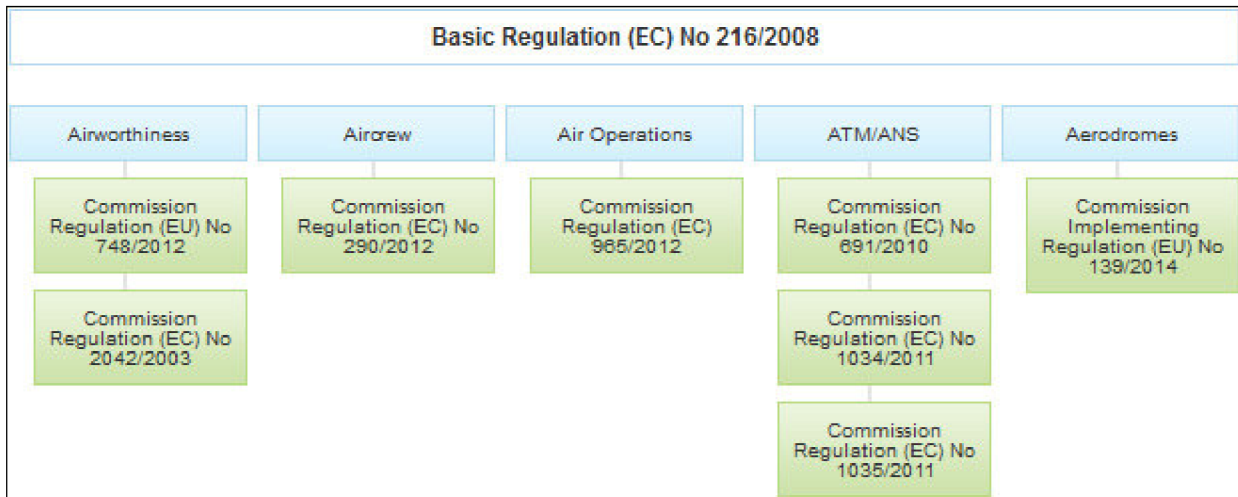 Basic Regulation (EC) No 216/2008
Airworthiness
Aircrew
Air Operations
ATM/ANS
Aerodromes
Commission
Regulation (EU) No
748/2012
Commission
Regulation (EC) No
290/2012
Commission
Regulation (EC)
965/2012
Commission
Regulation (EC) No
691/2010
Commission
Implementing
Regulation (EU) No
139/2014
Commission
Regulation (EC) No
2042/2003
Commission
Regulation (EC) No
1034/2011
Commission
Regulation (EC) No
1035/2011